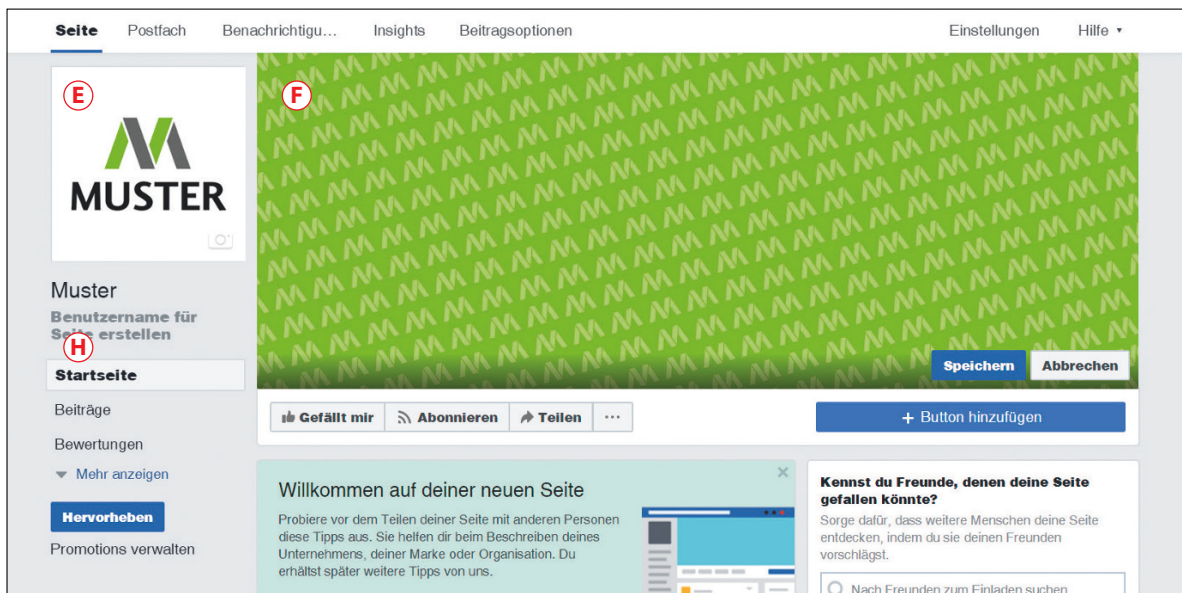 Seite Postfach Benachrichtigu… Insights Beitragsoptionen Einstellungen Hilfe
E
F
MUSTER
Muster
Benutzername für
Seite erstellen
H
Startseite
Beiträge
Bewertungen
Mehr anzeigen
Hervorheben
Promotions verwalten
Speichern Abbrechen
Gefällt mir Abonnieren Teilen ...
+ Button hinzufügen
Willkommen auf deiner neuen Seite
Probiere vor dem Teilen deiner Seite mit anderen Personen
diese Tipps aus. Sie helfen dir beim Beschreiben deines
Unternehmens, deiner Marke oder Organisation. Du
erhältst später weitere Tipps von uns.
Kennst du Freunde, denen deine Seite
gefallen könnte?
Sorge dafür, dass weitere Menschen deine Seite
entdecken, indem du sie deinen Freunden
vorschlägst.
Nach Freunden zum Einladen suchen